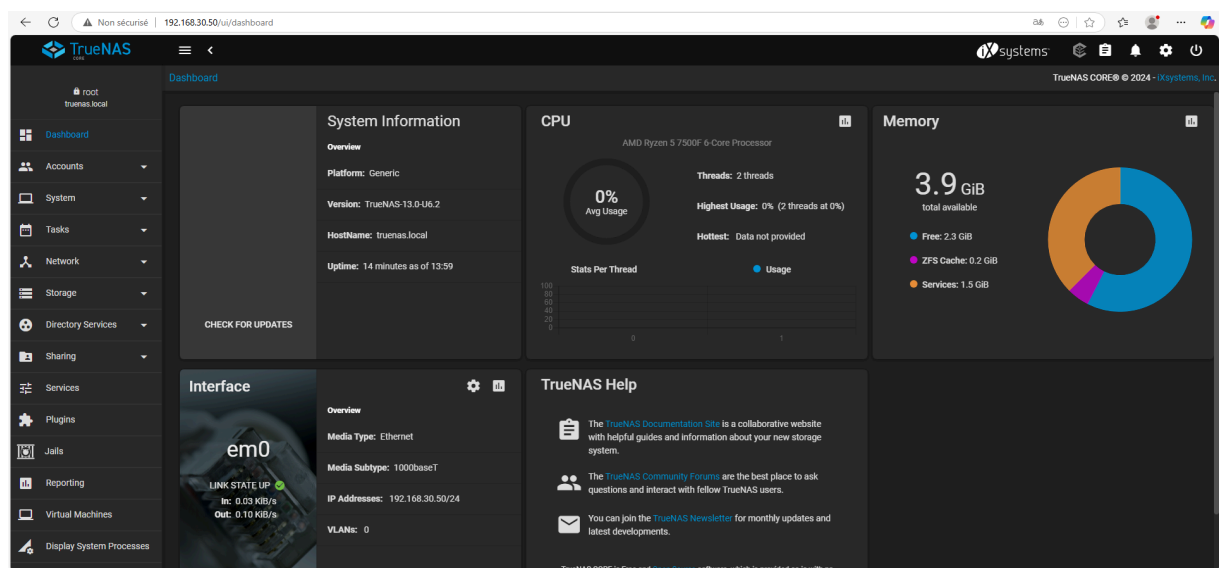 Non sécurisé
192.168.30.50/ui/dashboard
TrueNAS
CORE
iXsystems
root
truenas.local
Dashboard
TrueNAS CORE® © 2024 - iXsystems, Inc.
Dashboard
Accounts
System
Tasks
Network
Storage
Directory Services
Sharing
Services
Plugins
Jails
Reporting
Virtual Machines
Display System Processes
CHECK FOR UPDATES
System Information
Overview
Platform: Generic
Version: TrueNAS-13.0-U6.2
HostName: truenas.local
Uptime: 14 minutes as of 13:59
CPU
AMD Ryzen 5 7500F 6-Core Processor
0%
Avg Usage
Threads: 2 threads
Highest Usage: 0% (2 threads at 0%)
Hottest: Data not provided
Stats Per Thread
Usage
100
80
60
40
20
0
0
1
Memory
3.9 GiB
total available
Free: 2.3 GiB
ZFS Cache: 0.2 GiB
Services: 1.5 GiB
Interface
em0
LINK STATE UP
In: 0.03 KiB/s
Out: 0.10 KiB/s
Overview
Media Type: Ethernet
Media Subtype: 1000baseT
IP Addresses: 192.168.30.50/24
VLANs: 0
TrueNAS Help
The TrueNAS Documentation Site is a collaborative website
with helpful guides and information about your new storage
system.
The TrueNAS Community Forums are the best place to ask
questions and interact with fellow TrueNAS users.
You can join the TrueNAS Newsletter for monthly updates and
latest developments.